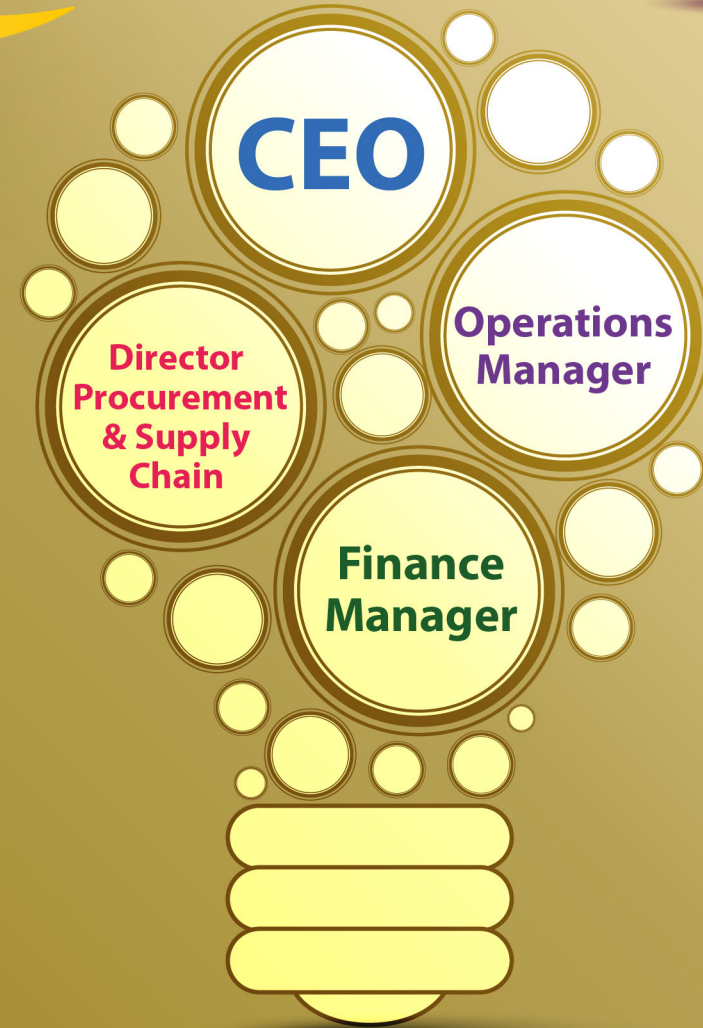 CEO
Operations
Manager
Director
Procurement
& Supply
Chain
Finance
Manager